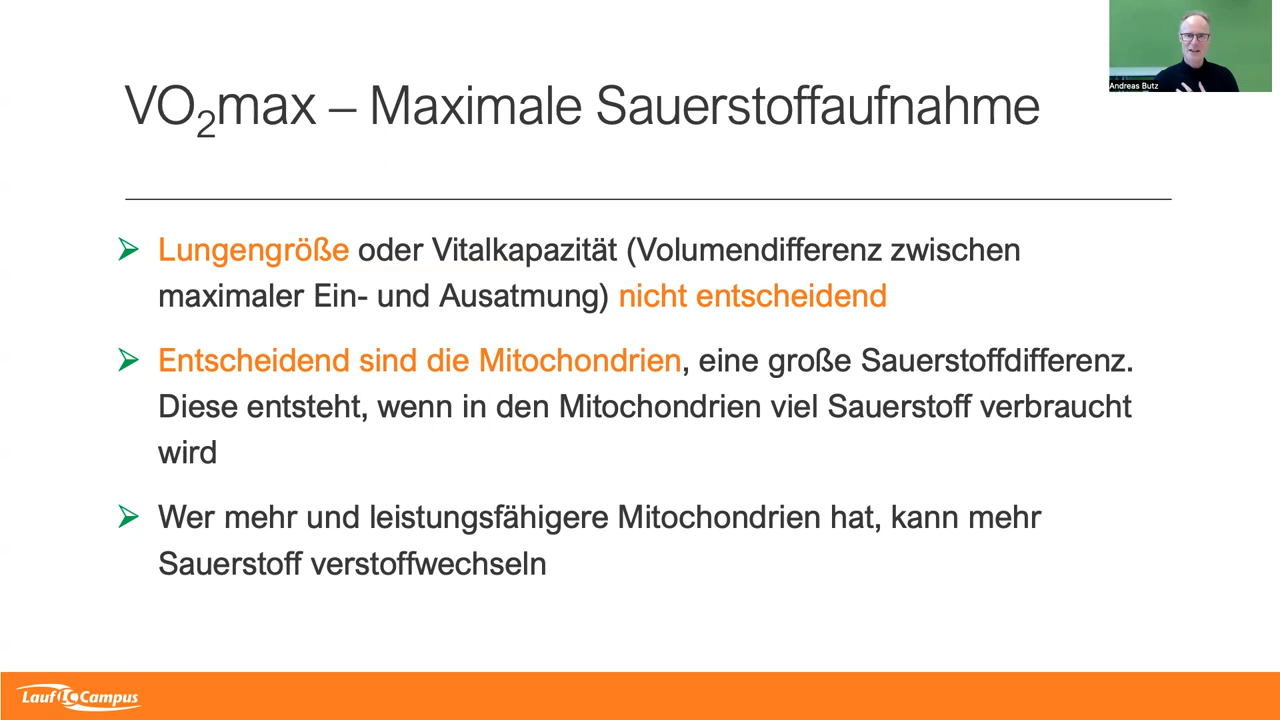 VO₂max – Maximale Sauerstoffaufnahme
Andreas Butz
Lungengröße oder Vitalkapazität (Volumendifferenz zwischen
maximaler Ein- und Ausatmung) nicht entscheidend
Entscheidend sind die Mitochondrien, eine große Sauerstoffdifferenz.
Diese entsteht, wenn in den Mitochondrien viel Sauerstoff verbraucht
wird
Wer mehr und leistungsfähigere Mitochondrien hat, kann mehr
Sauerstoff verstoffwechseln
Lauf LC Campus